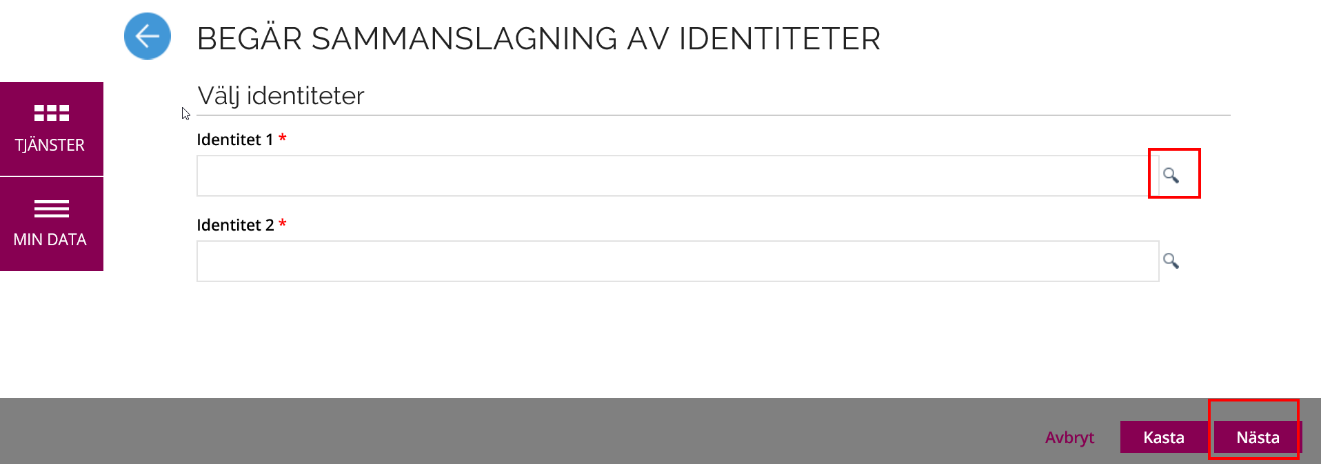 BEGÄR SAMMANSLAGNING AV IDENTITETER
Välj identiteter
TJÄNSTER
Identitet 1 *
Identitet 2 *
MIN DATA
Avbryt Kasta Nästa